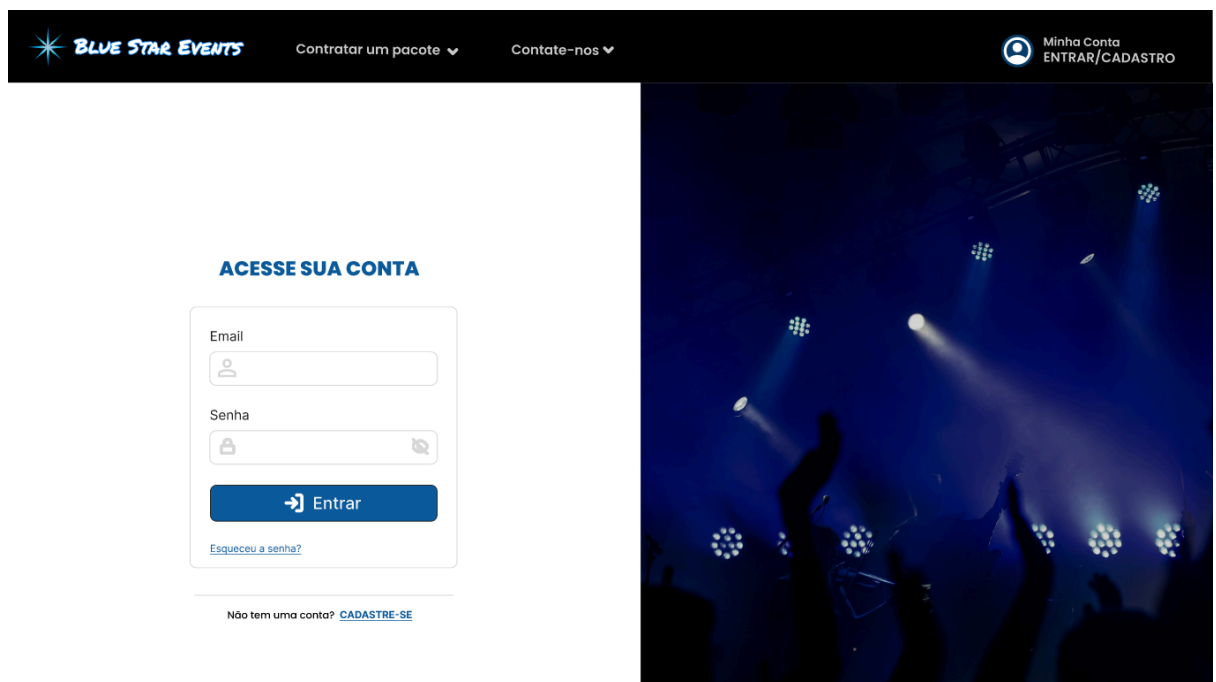 BLUE STAR EVENTS
Contratar um pacote
Contate-nos
Minha Conta
ENTRAR/CADASTRO
ACESSE SUA CONTA
Email
Senha
Entrar
Esqueceu a senha?
Não tem uma conta? CADASTRE-SE